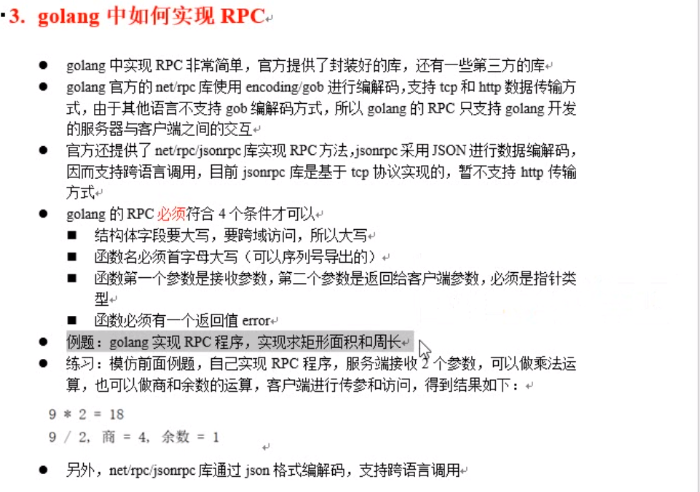 3. golang 中如何实现 RPC
● golang 中实现 RPC 非常简单，官方提供了封装好的库，还有一些第三方的库
● golang 官方的 net/rpc 库使用 encoding/gob 进行编解码，支持 tcp 和 http 数据传输方
式，由于其他语言不支持 gob 编解码方式，所以 golang 的 RPC 只支持 golang 开发
的服务器与客户端之间的交互
● 官方还提供了 net/rpc/jsonrpc 库实现 RPC 方法，jsonrpc 采用 JSON 进行数据编解码，
因而支持跨语言调用，目前 jsonrpc 库是基于 tcp 协议实现的，暂不支持 http 传输
方式
● golang 的 RPC 必须符合 4 个条件才可以
■ 结构体字段要大写，要跨域访问，所以大写
■ 函数名必须首字母大写（可以序列号导出的）
■ 函数第一个参数是接收参数，第二个参数是返回给客户端参数，必须是指针类
型
■ 函数必须有一个返回值 error
● 例题：golang 实现 RPC 程序，实现求矩形面积和周长
● 练习：模仿前面例题，自己实现 RPC 程序，服务端接收 2 个参数，可以做乘法运
算，也可以做商和余数的运算，客户端进行传参和访问，得到结果如下：
9 * 2 = 18
9 / 2, 商 = 4, 余数 = 1
● 另外，net/rpc/jsonrpc 库通过 json 格式编解码，支持跨语言调用